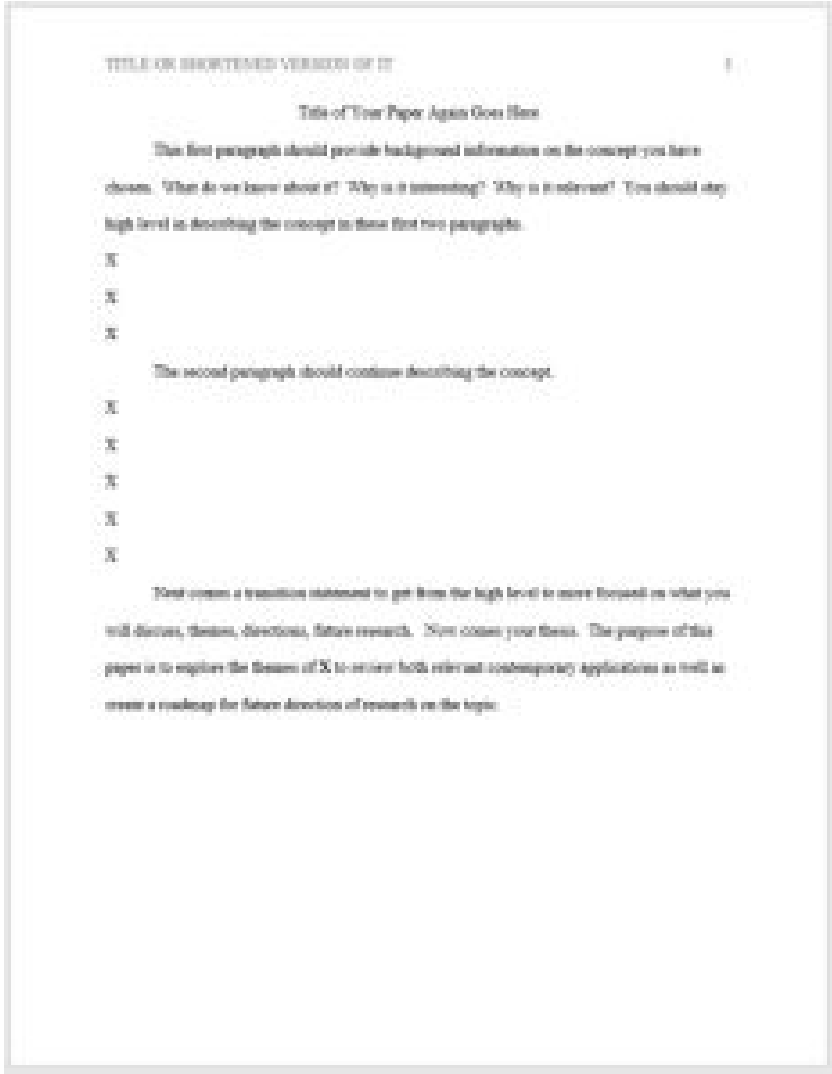 TITLE OR SHORTENED VERSION OF IT
Title of Your Paper Again Goes Here
This first paragraph should provide background information on the concept you have
chosen. What do we know about it? Why is it interesting? Why is it relevant? You should stay
high level in describing the concept in these first two paragraphs.
X
X
X
The second paragraph should continue describing the concept.
X
X
X
X
X
Next comes a transition statement to get from the high level to more focused on what you
will discuss, themes, directions, future research. Now comes your thesis. The purpose of this
paper is to explore the themes of X to review both relevant contemporary applications as well as
create a roadmap for future direction of research on the topic.